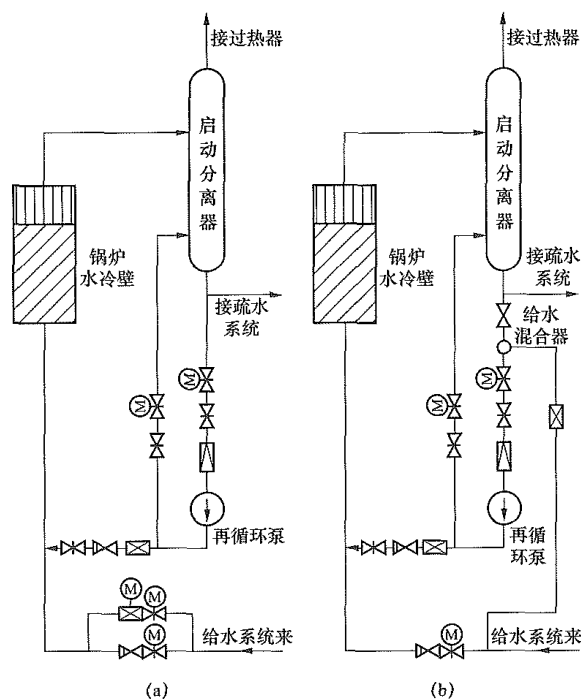 接过热器
启动分离器
锅炉
水冷壁
接疏水
系统
M
M
再循环泵
M
M
M
给水系统来
(a)
接过热器
启动分离器
锅炉
水冷壁
接疏水
系统
给水
混合器
M
M
再循
环泵
M
给水系统来
(b)